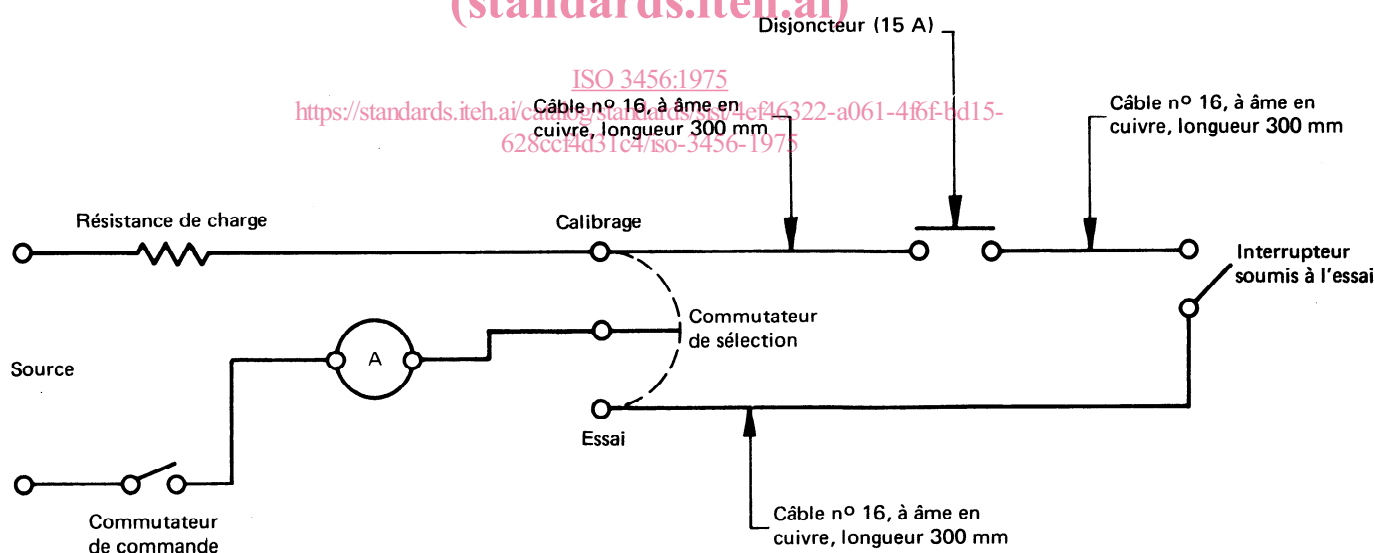 (standards.iteh.ai)
Disjoncteur (15 A)
ISO 3456:1975
https://standards.iteh.ai/catalog/standards/sist/4ef46322-a061-4f6f-bd15-
628ccf4d31c4/iso-3456-1975
Câble nº 16, à âme en
cuivre, longueur 300 mm
Câble nº 16, à âme en
cuivre, longueur 300 mm
Résistance de charge
Calibrage
Interrupteur
soumis à l'essai
Commutateur
de sélection
A
Source
Essai
Commutateur
de commande
Câble nº 16, à âme en
cuivre, longueur 300 mm